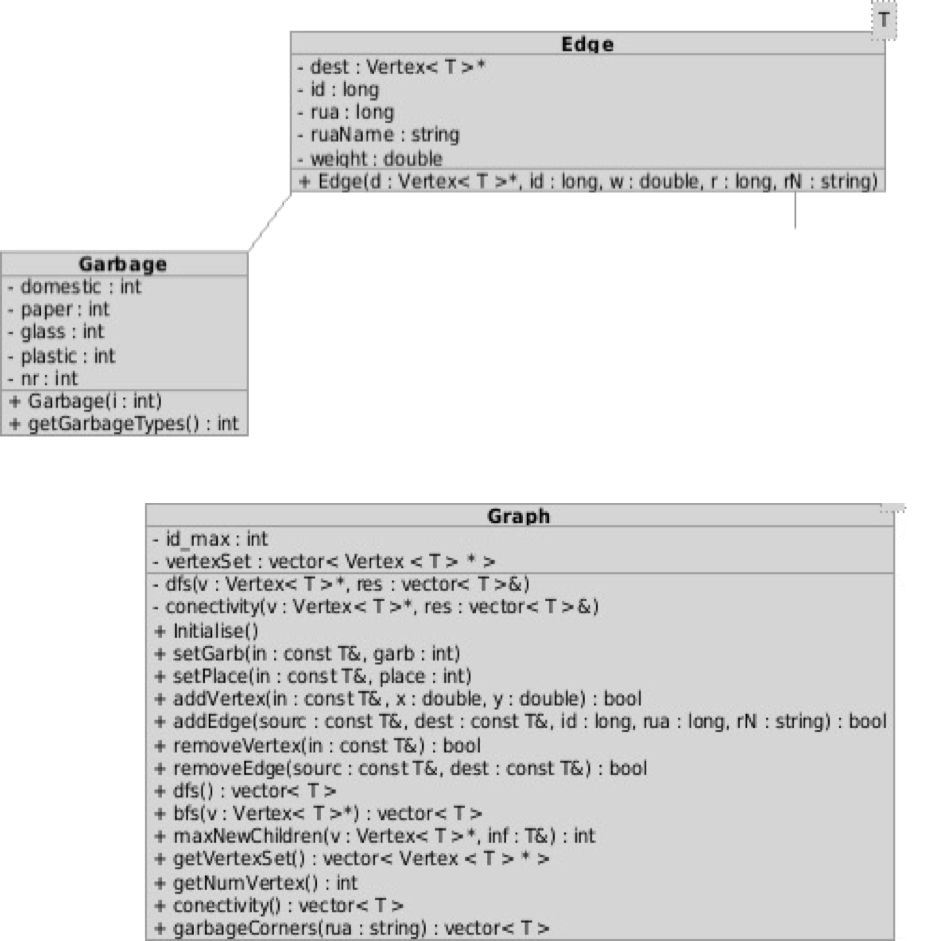 T
Edge
- dest : Vertex< T >*
- id : long
- rua : long
- ruaName : string
- weight : double
+ Edge(d : Vertex< T >*, id : long, w : double, r : long, rN : string)
Garbage
- domestic : int
- paper : int
- glass : int
- plastic : int
- nr : int
+ Garbage(i : int)
+ getGarbageTypes() : int
Graph
- id_max : int
- vertexSet : vector< Vertex < T > * >
- dfs(v : Vertex< T >*, res : vector< T >&)
- conectivity(v : Vertex< T >*, res : vector< T >&)
+ Initialise()
+ setGarb(in : const T&, garb : int)
+ setPlace(in : const T&, place : int)
+ addVertex(in : const T&, x : double, y : double) : bool
+ addEdge(sourc : const T&, dest : const T&, id : long, rua : long, rN : string) : bool
+ removeVertex(in : const T&) : bool
+ removeEdge(sourc : const T&, dest : const T&) : bool
+ dfs() : vector< T >
+ bfs(v : Vertex< T >*) : vector< T >
+ maxNewChildren(v : Vertex< T >*, inf : T&) : int
+ getVertexSet() : vector< Vertex < T > * >
+ getNumVertex() : int
+ conectivity() : vector< T >
+ garbageCorners(rua : string) : vector< T >